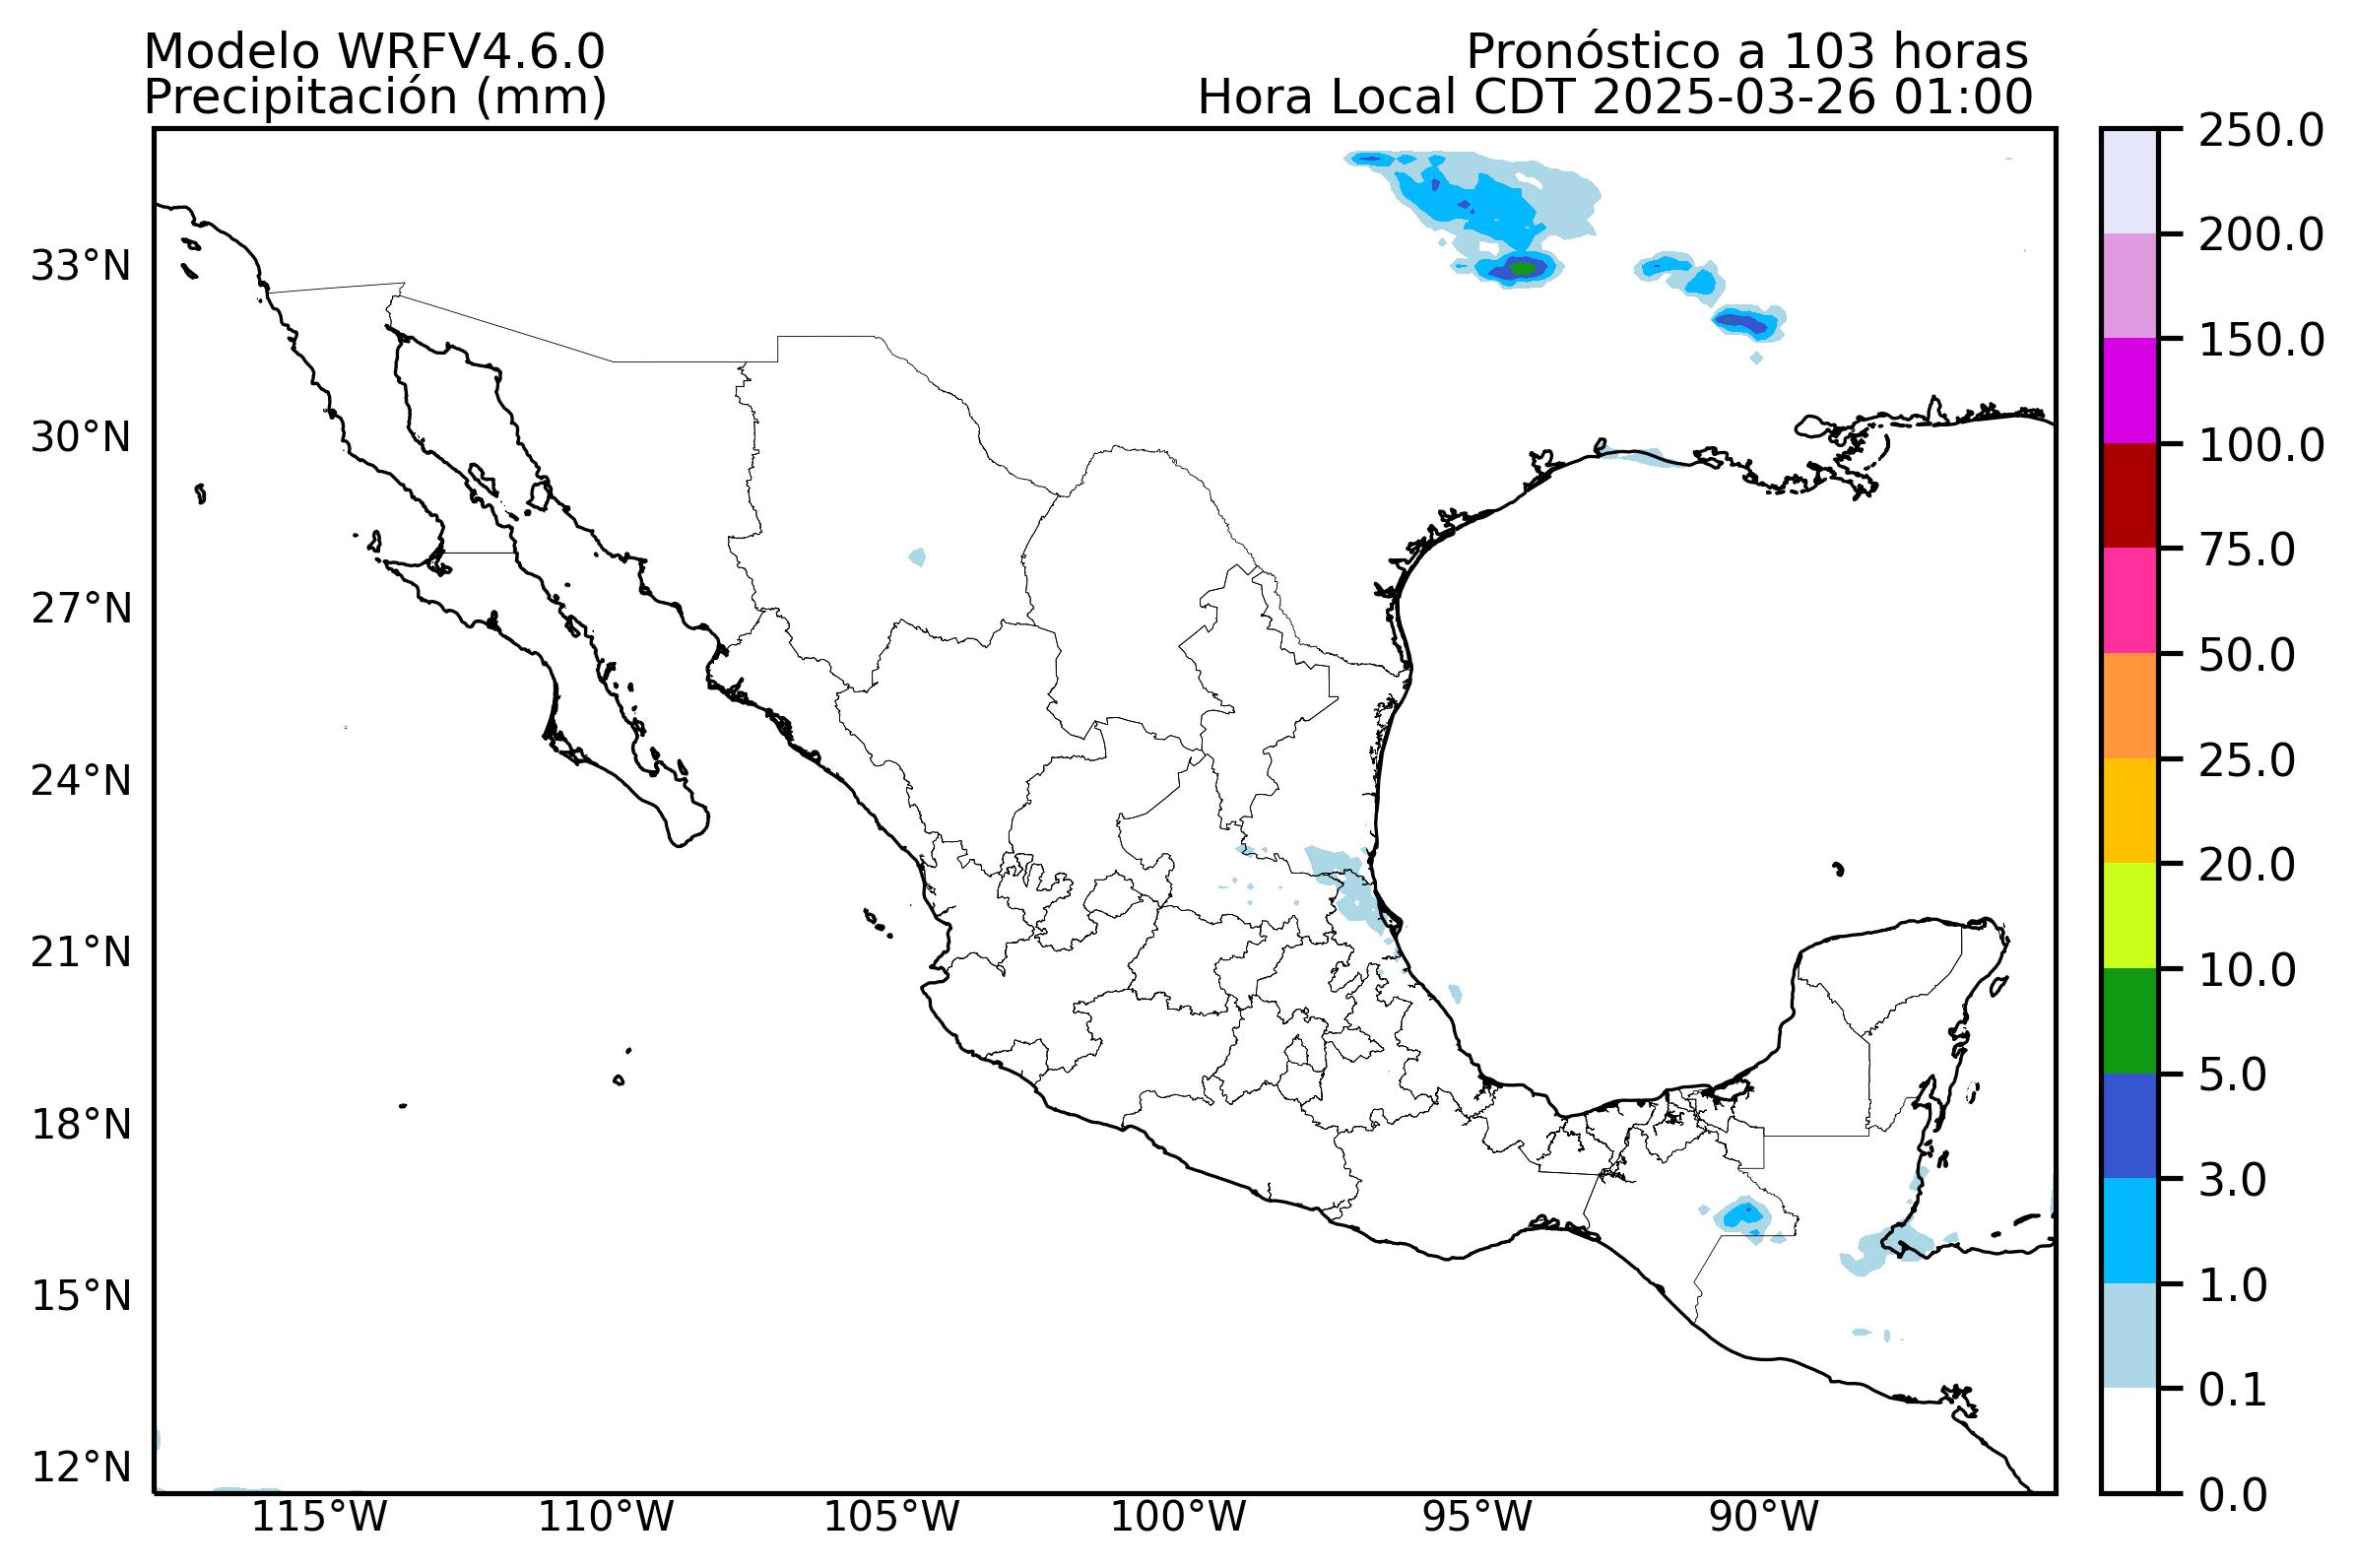 Modelo WRFV4.6.0
Precipitación (mm)
Pronóstico a 103 horas
Hora Local CDT 2025-03-26 01:00
33°N
30°N
27°N
24°N
21°N
18°N
15°N
12°N
115°W
110°W
105°W
100°W
95°W
90°W
250.0
200.0
150.0
100.0
75.0
50.0
25.0
20.0
10.0
5.0
3.0
1.0
0.1
0.0